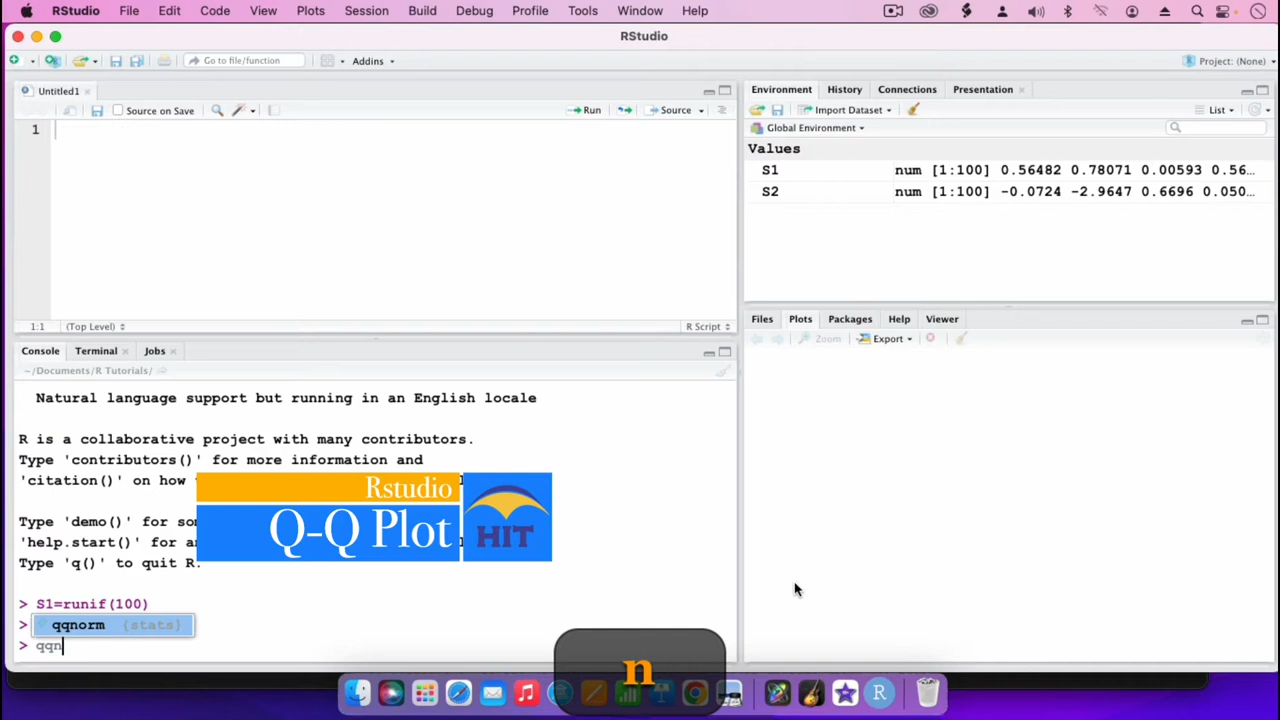 RStudio File Edit Code View Plots Session Build Debug Profile Tools Window Help
RStudio
Go to file/function Addins Project: (None)
Untitled1
Source on Save Run Source
1
1:1 (Top Level) R Script
Console Terminal Jobs
~/Documents/R Tutorials/
Natural language support but running in an English locale
R is a collaborative project with many contributors.
Type 'contributors()' for more information and
'citation()' on how
Type 'demo()' for
'help.start()' for
Type 'q()' to quit R.
> S1=runif(100)
>
qqnorm {stats}
> qqn
Rstudio
Q-Q Plot
HIT
n
Environment History Connections Presentation
Import Dataset List
Global Environment
Values
S1 num [1:100] 0.56482 0.78071 0.00593 0.56…
S2 num [1:100] -0.0724 -2.9647 0.6696 0.050…
Files Plots Packages Help Viewer
Zoom Export
R